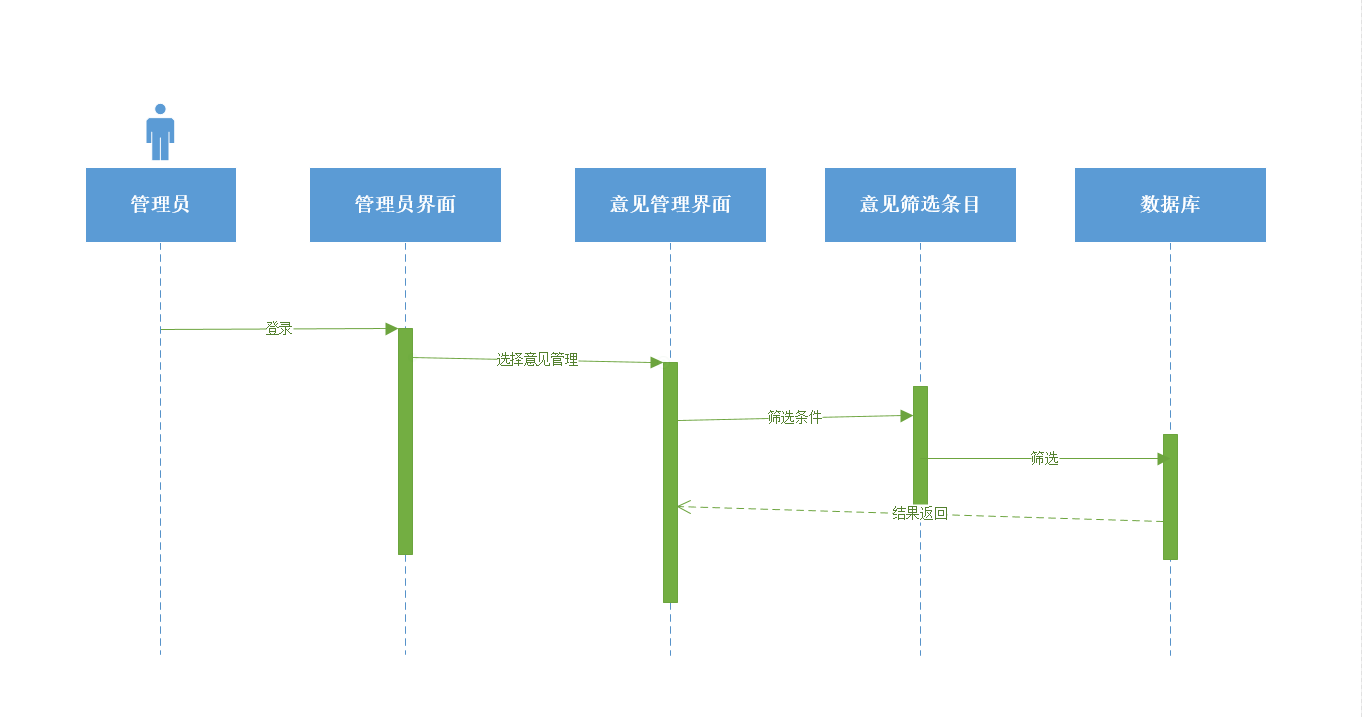 管理员
管理员界面
意见管理界面
意见筛选条目
数据库
登录
选择意见管理
筛选条件
筛选
结果返回